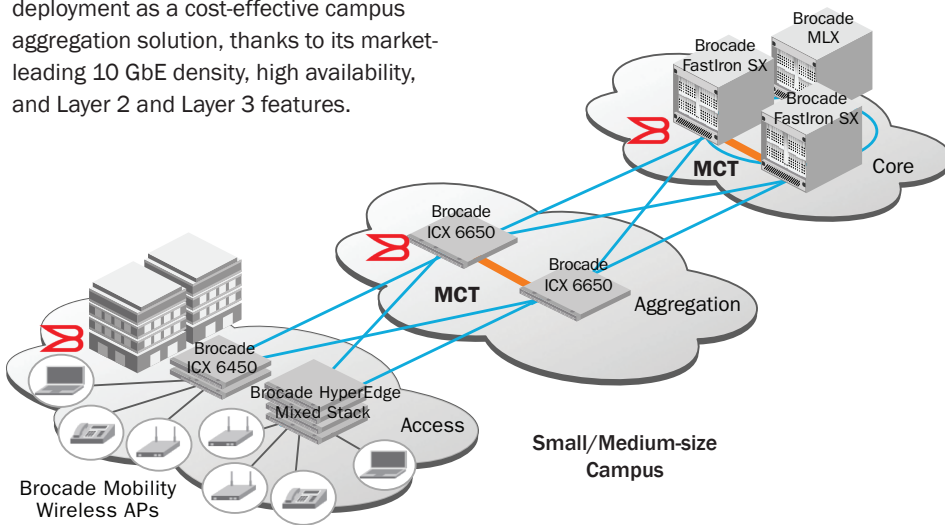 deployment as a cost-effective campus
aggregation solution, thanks to its market-
leading 10 GbE density, high availability,
and Layer 2 and Layer 3 features.
Brocade
MLX
Brocade
FastIron SX
Brocade
FastIron SX
MCT
Core
Brocade
ICX 6650
Brocade
ICX 6650
MCT
Aggregation
Brocade
ICX 6450
Brocade HyperEdge
Mixed Stack
Access
Small/Medium-size
Campus
Brocade Mobility
Wireless APs